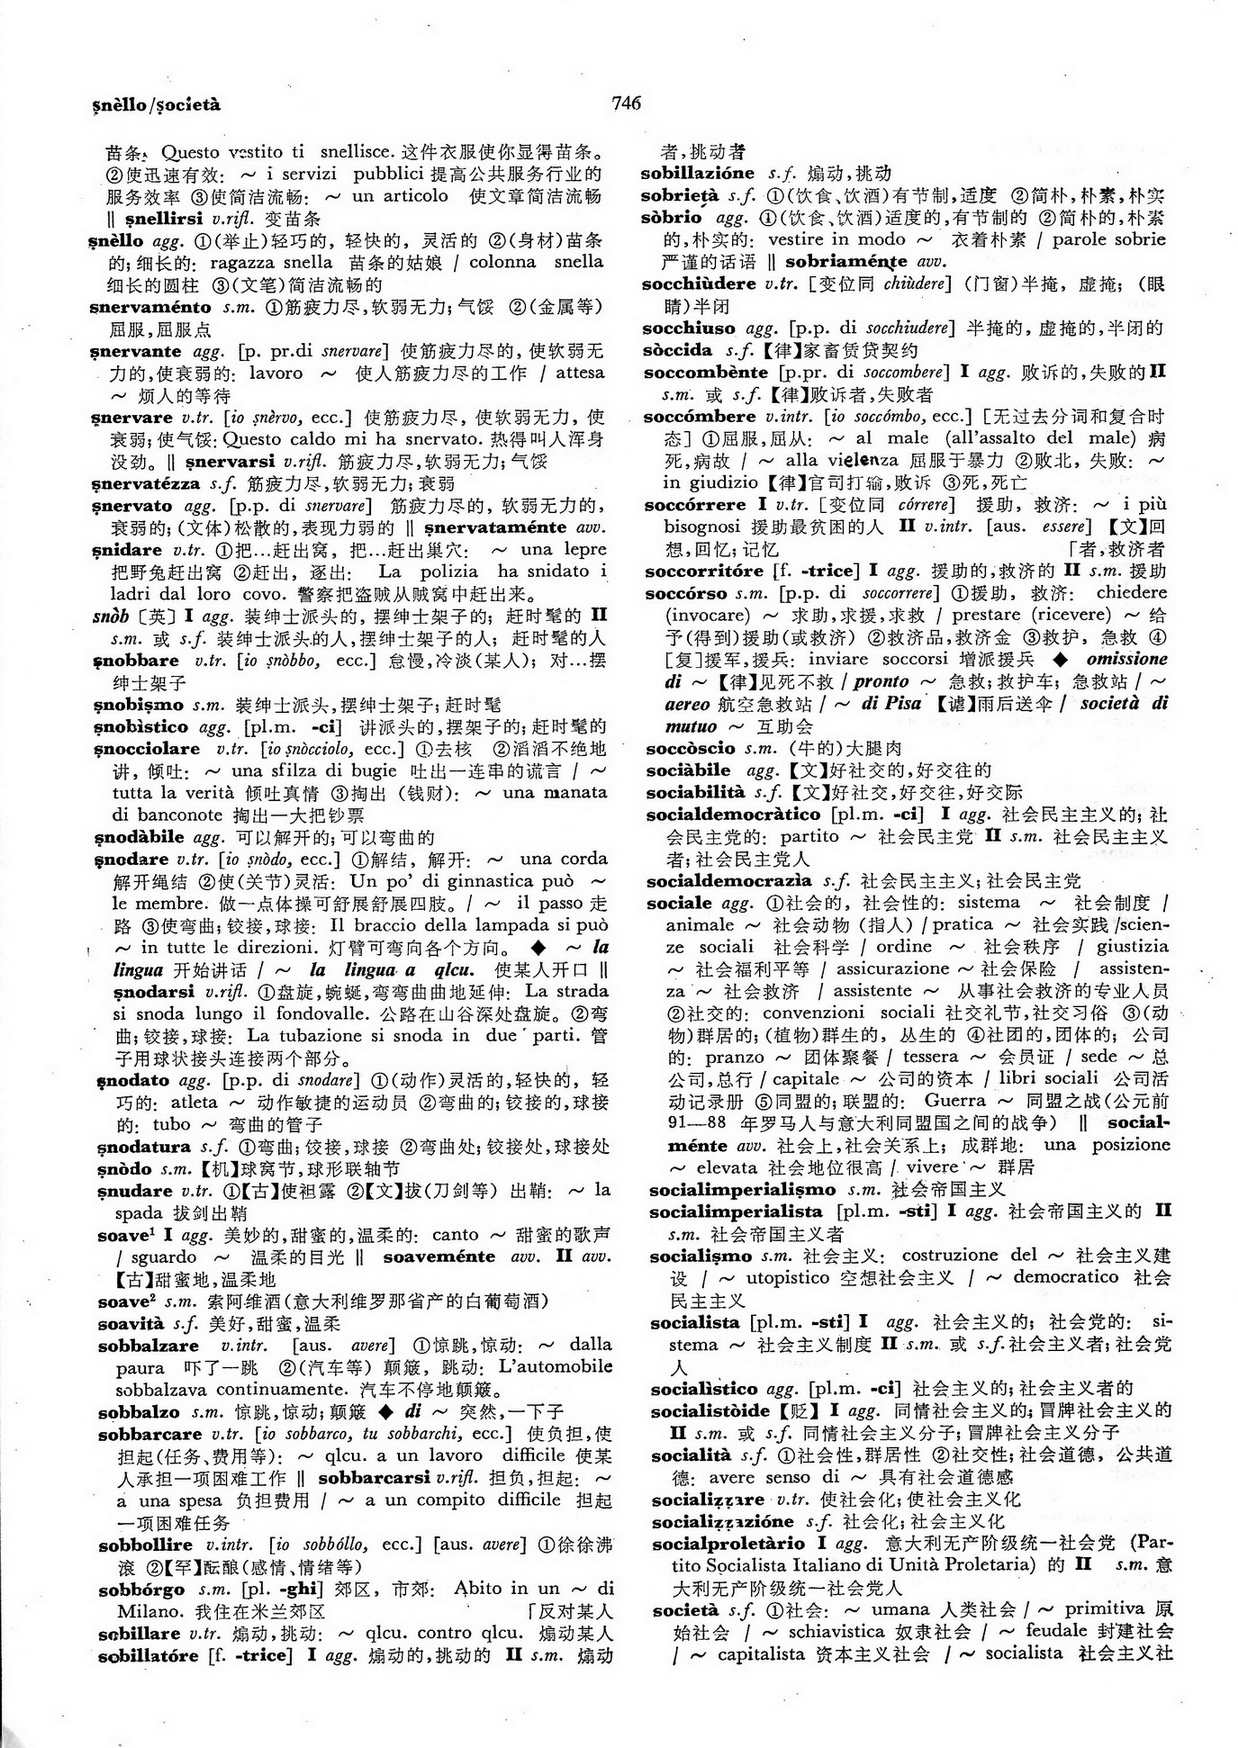 ṣnèllo/ṣocietà
746
苗条: Questo vestito ti snellisce. 这件衣服使你显得苗条。
②使迅速有效: ～ i servizi pubblici 提高公共服务行业的
服务效率 ③使简洁流畅: ～ un articolo 使文章简洁流畅
‖ ṣnellirsi v.rifl. 变苗条
ṣnèllo agg. ①(举止)轻巧的, 轻快的, 灵活的 ②(身材)苗条
的;细长的: ragazza snella 苗条的姑娘 / colonna snella
细长的圆柱 ③(文笔)简洁流畅的
ṣnervaménto s.m. ①筋疲力尽,软弱无力;气馁 ②(金属等)
屈服,屈服点
ṣnervante agg. [p. pr.di snervare] 使筋疲力尽的, 使软弱无
力的,使衰弱的: lavoro ～ 使人筋疲力尽的工作 / attesa
～ 烦人的等待
ṣnervare v.tr. [io ṣnèrvo, ecc.] 使筋疲力尽, 使软弱无力, 使
衰弱;使气馁: Questo caldo mi ha snervato. 热得叫人浑身
没劲。‖ ṣnervarsi v.rifl. 筋疲力尽,软弱无力;气馁
ṣnervatézza s.f. 筋疲力尽,软弱无力;衰弱
ṣnervato agg. [p.p. di snervare] 筋疲力尽的, 软弱无力的,
衰弱的;(文体)松散的,表现力弱的 ‖ ṣnervataménte avv.
ṣnidare v.tr. ①把…赶出窝, 把…赶出巢穴: ～ una lepre
把野兔赶出窝 ②赶出, 逐出: La polizia ha snidato i
ladri dal loro covo. 警察把盗贼从贼窝中赶出来。
snòb [英] I agg. 装绅士派头的, 摆绅士架子的; 赶时髦的 II
s.m. 或 s.f. 装绅士派头的人,摆绅士架子的人; 赶时髦的人
ṣnobbare v.tr. [io ṣnòbbo, ecc.] 怠慢,冷淡(某人); 对…摆
绅士架子
ṣnobiṣmo s.m. 装绅士派头,摆绅士架子;赶时髦
ṣnobìstico agg. [pl.m. -ci] 讲派头的,摆架子的;赶时髦的
ṣnocciolare v.tr. [io ṣnòcciolo, ecc.] ①去核 ②滔滔不绝地
讲, 倾吐: ～ una sfilza di bugie 吐出一连串的谎言 / ～
tutta la verità 倾吐真情 ③掏出 (钱财): ～ una manata
di banconote 掏出一大把钞票
ṣnodàbile agg. 可以解开的;可以弯曲的
ṣnodare v.tr. [io ṣnòdo, ecc.] ①解结, 解开: ～ una corda
解开绳结 ②使(关节)灵活: Un po' di ginnastica può ～
le membre. 做一点体操可舒展舒展四肢。/ ～ il passo 走
路 ③使弯曲;铰接,球接: Il braccio della lampada si può
～ in tutte le direzioni. 灯臂可弯向各个方向。 ◆ ～ la
lingua 开始讲话 / ～ la lingua a qlcu. 使某人开口 ‖
ṣnodarsi v.rifl. ①盘旋,蜿蜒,弯弯曲曲地延伸: La strada
si snoda lungo il fondovalle. 公路在山谷深处盘旋。②弯
曲;铰接,球接: La tubazione si snoda in due parti. 管
子用球状接头连接两个部分。
ṣnodato agg. [p.p. di snodare] ①(动作)灵活的,轻快的, 轻
巧的: atleta ～ 动作敏捷的运动员 ②弯曲的;铰接的,球接
的: tubo ～ 弯曲的管子
ṣnodatura s.f. ①弯曲;铰接,球接 ②弯曲处;铰接处,球接处
ṣnòdo s.m.【机】球窝节,球形联轴节
ṣnudare v.tr. ①【古】使袒露 ②【文】拔(刀剑等) 出鞘: ～ la
spada 拔剑出鞘
soave¹ I agg. 美妙的,甜蜜的,温柔的: canto ～ 甜蜜的歌声
/ sguardo ～ 温柔的目光 ‖ soaveménte avv. II avv.
【古】甜蜜地,温柔地
soave² s.m. 索阿维酒(意大利维罗那省产的白葡萄酒)
soavità s.f. 美好,甜蜜,温柔
sobbalzare v.intr. [aus. avere] ①惊跳,惊动: ～ dalla
paura 吓了一跳 ②(汽车等) 颠簸, 跳动: L'automobile
sobbalzava continuamente. 汽车不停地颠簸。
sobbalzo s.m. 惊跳,惊动;颠簸 ◆ di ～ 突然,一下子
sobbarcare v.tr. [io sobbarco, tu sobbarchi, ecc.] 使负担,使
担起(任务、费用等): ～ qlcu. a un lavoro difficile 使某
人承担一项困难工作 ‖ sobbarcarsi v.rifl. 担负,担起: ～
a una spesa 负担费用 / ～ a un compito difficile 担起
一项困难任务
sobbollire v.intr. [io sobbóllo, ecc.] [aus. avere] ①徐徐沸
滚 ②【罕】酝酿(感情、情绪等)
sobbórgo s.m. [pl. -ghi] 郊区, 市郊: Abito in un ～ di
Milano. 我住在米兰郊区 「反对某人
sobillare v.tr. 煽动,挑动: ～ qlcu. contro qlcu. 煽动某人
sobillatóre [f. -trice] I agg. 煽动的,挑动的 II s.m. 煽动
者,挑动者
sobillazióne s.f. 煽动,挑动
sobrietà s.f. ①(饮食、饮酒)有节制,适度 ②简朴,朴素,朴实
sòbrio agg. ①(饮食、饮酒)适度的,有节制的 ②简朴的,朴素
的,朴实的: vestire in modo ～ 衣着朴素 / parole sobrie
严谨的话语 ‖ sobriaménte avv.
socchiùdere v.tr. [变位同 chiùdere] (门窗)半掩, 虚掩; (眼
睛)半闭
socchiuso agg. [p.p. di socchiudere] 半掩的, 虚掩的,半闭的
sòccida s.f.【律】家畜赁贷契约
soccombènte [p.pr. di soccombere] I agg. 败诉的,失败的 II
s.m. 或 s.f.【律】败诉者,失败者
soccómbere v.intr. [io soccómbo, ecc.] [无过去分词和复合时
态] ①屈服,屈从: ～ al male (all'assalto del male) 病
死,病故 / ～ alla violenza 屈服于暴力 ②败北, 失败: ～
in giudizio【律】官司打输,败诉 ③死,死亡
soccórrere I v.tr. [变位同 córrere] 援助, 救济: ～ i più
bisognosi 援助最贫困的人 II v.intr. [aus. essere] 【文】回
想,回忆;记忆 「者,救济者
soccorritóre [f. -trice] I agg. 援助的,救济的 II s.m. 援助
soccórso s.m. [p.p. di soccorrere] ①援助, 救济: chiedere
(invocare) ～ 求助,求援,求救 / prestare (ricevere) ～ 给
予(得到)援助(或救济) ②救济品,救济金 ③救护, 急救 ④
[复]援军,援兵: inviare soccorsi 增派援兵 ◆ omissione
di ～【律】见死不救 / pronto ～ 急救;救护车; 急救站 / ～
aereo 航空急救站 / ～ di Pisa 【谑】雨后送伞 / società di
mutuo ～ 互助会
soccòscio s.m. (牛的)大腿肉
sociàbile agg.【文】好社交的,好交往的
sociabilità s.f.【文】好社交,好交往,好交际
socialdemocràtico [pl.m. -ci] I agg. 社会民主主义的; 社
会民主党的: partito ～ 社会民主党 II s.m. 社会民主主义
者;社会民主党人
socialdemocrazìa s.f. 社会民主主义;社会民主党
sociale agg. ①社会的, 社会性的: sistema ～ 社会制度 /
animale ～ 社会动物 (指人) / pratica ～ 社会实践 /scien-
ze sociali 社会科学 / ordine ～ 社会秩序 / giustizia
～ 社会福利平等 / assicurazione ～ 社会保险 / assisten-
za ～ 社会救济 / assistente ～ 从事社会救济的专业人员
②社交的: convenzioni sociali 社交礼节,社交习俗 ③(动
物)群居的;(植物)群生的, 丛生的 ④社团的,团体的; 公司
的: pranzo ～ 团体聚餐 / tessera ～ 会员证 / sede ～ 总
公司,总行 / capitale ～ 公司的资本 / libri sociali 公司活
动记录册 ⑤同盟的;联盟的: Guerra ～ 同盟之战(公元前
91—88 年罗马人与意大利同盟国之间的战争) ‖ social-
ménte avv. 社会上,社会关系上; 成群地: una posizione
～ elevata 社会地位很高 / vivere ～ 群居
socialimperialiṣmo s.m. 社会帝国主义
socialimperialista [pl.m. -sti] I agg. 社会帝国主义的 II
s.m. 社会帝国主义者
socialiṣmo s.m. 社会主义: costruzione del ～ 社会主义建
设 / ～ utopistico 空想社会主义 / ～ democratico 社会
民主主义
socialista [pl.m. -sti] I agg. 社会主义的; 社会党的: si-
stema ～ 社会主义制度 II s.m. 或 s.f.社会主义者;社会党
人
socialìstico agg. [pl.m. -ci] 社会主义的;社会主义者的
socialistòide【贬】I agg. 同情社会主义的;冒牌社会主义的
II s.m. 或 s.f. 同情社会主义分子;冒牌社会主义分子
socialità s.f. ①社会性,群居性 ②社交性;社会道德, 公共道
德: avere senso di ～ 具有社会道德感
socialiẓẓare v.tr. 使社会化;使社会主义化
socialiẓẓazióne s.f. 社会化;社会主义化
socialproletàrio I agg. 意大利无产阶级统一社会党 (Par-
tito Socialista Italiano di Unità Proletaria) 的 II s.m. 意
大利无产阶级统一社会党人
società s.f. ①社会: ～ umana 人类社会 / ～ primitiva 原
始社会 / ～ schiavistica 奴隶社会 / ～ feudale 封建社会
/ ～ capitalista 资本主义社会 / ～ socialista 社会主义社